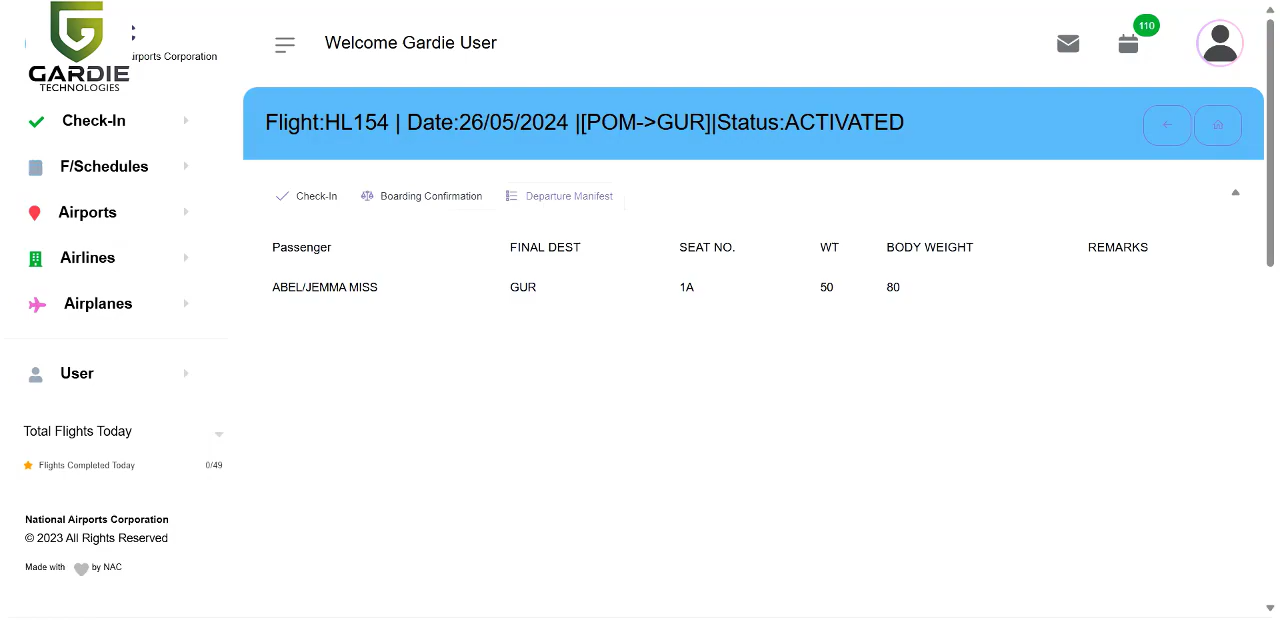 GARDIE
TECHNOLOGIES
Airports Corporation
Welcome Gardie User
110
Check-In
F/Schedules
Airports
Airlines
Airplanes
User
Total Flights Today
Flights Completed Today 0/49
National Airports Corporation
© 2023 All Rights Reserved
Made with by NAC
Flight:HL154 | Date:26/05/2024 |[POM->GUR]|Status:ACTIVATED
Check-In Boarding Confirmation Departure Manifest
Passenger FINAL DEST SEAT NO. WT BODY WEIGHT REMARKS
ABEL/JEMMA MISS GUR 1A 50 80